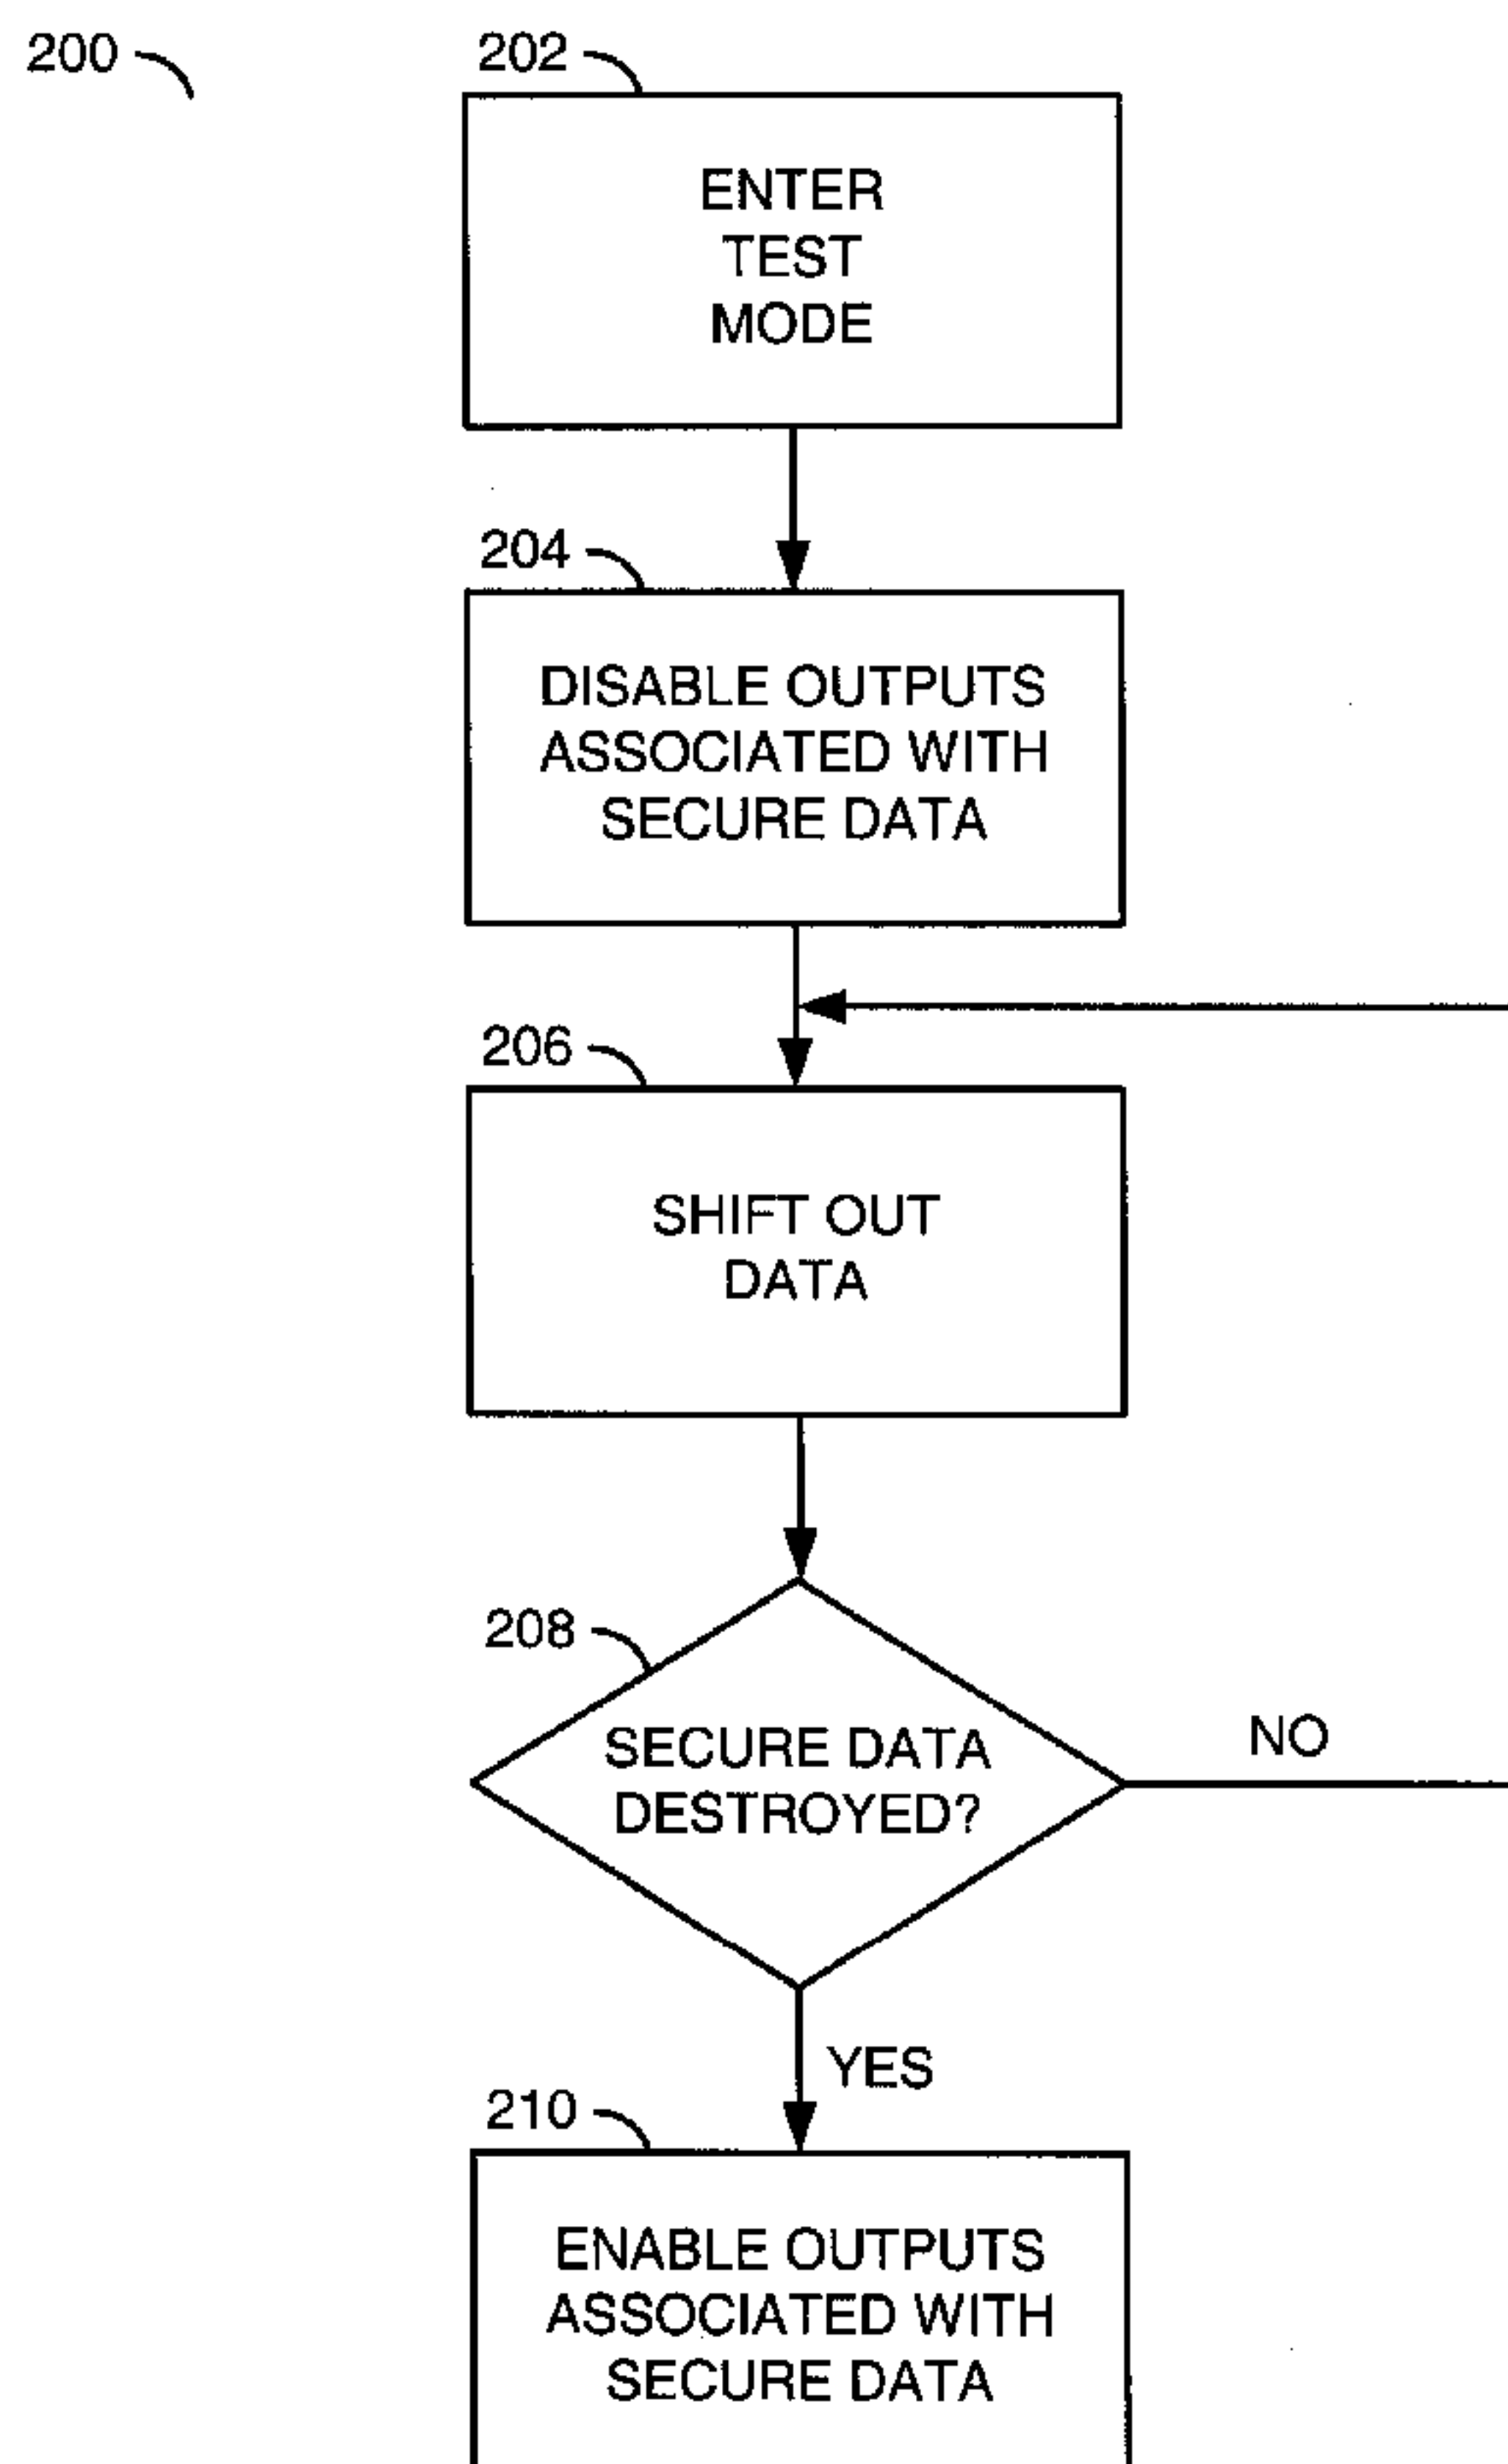 200
202
ENTER
TEST
MODE
204
DISABLE OUTPUTS
ASSOCIATED WITH
SECURE DATA
206
SHIFT OUT
DATA
208
SECURE DATA
DESTROYED?
NO
YES
210
ENABLE OUTPUTS
ASSOCIATED WITH
SECURE DATA